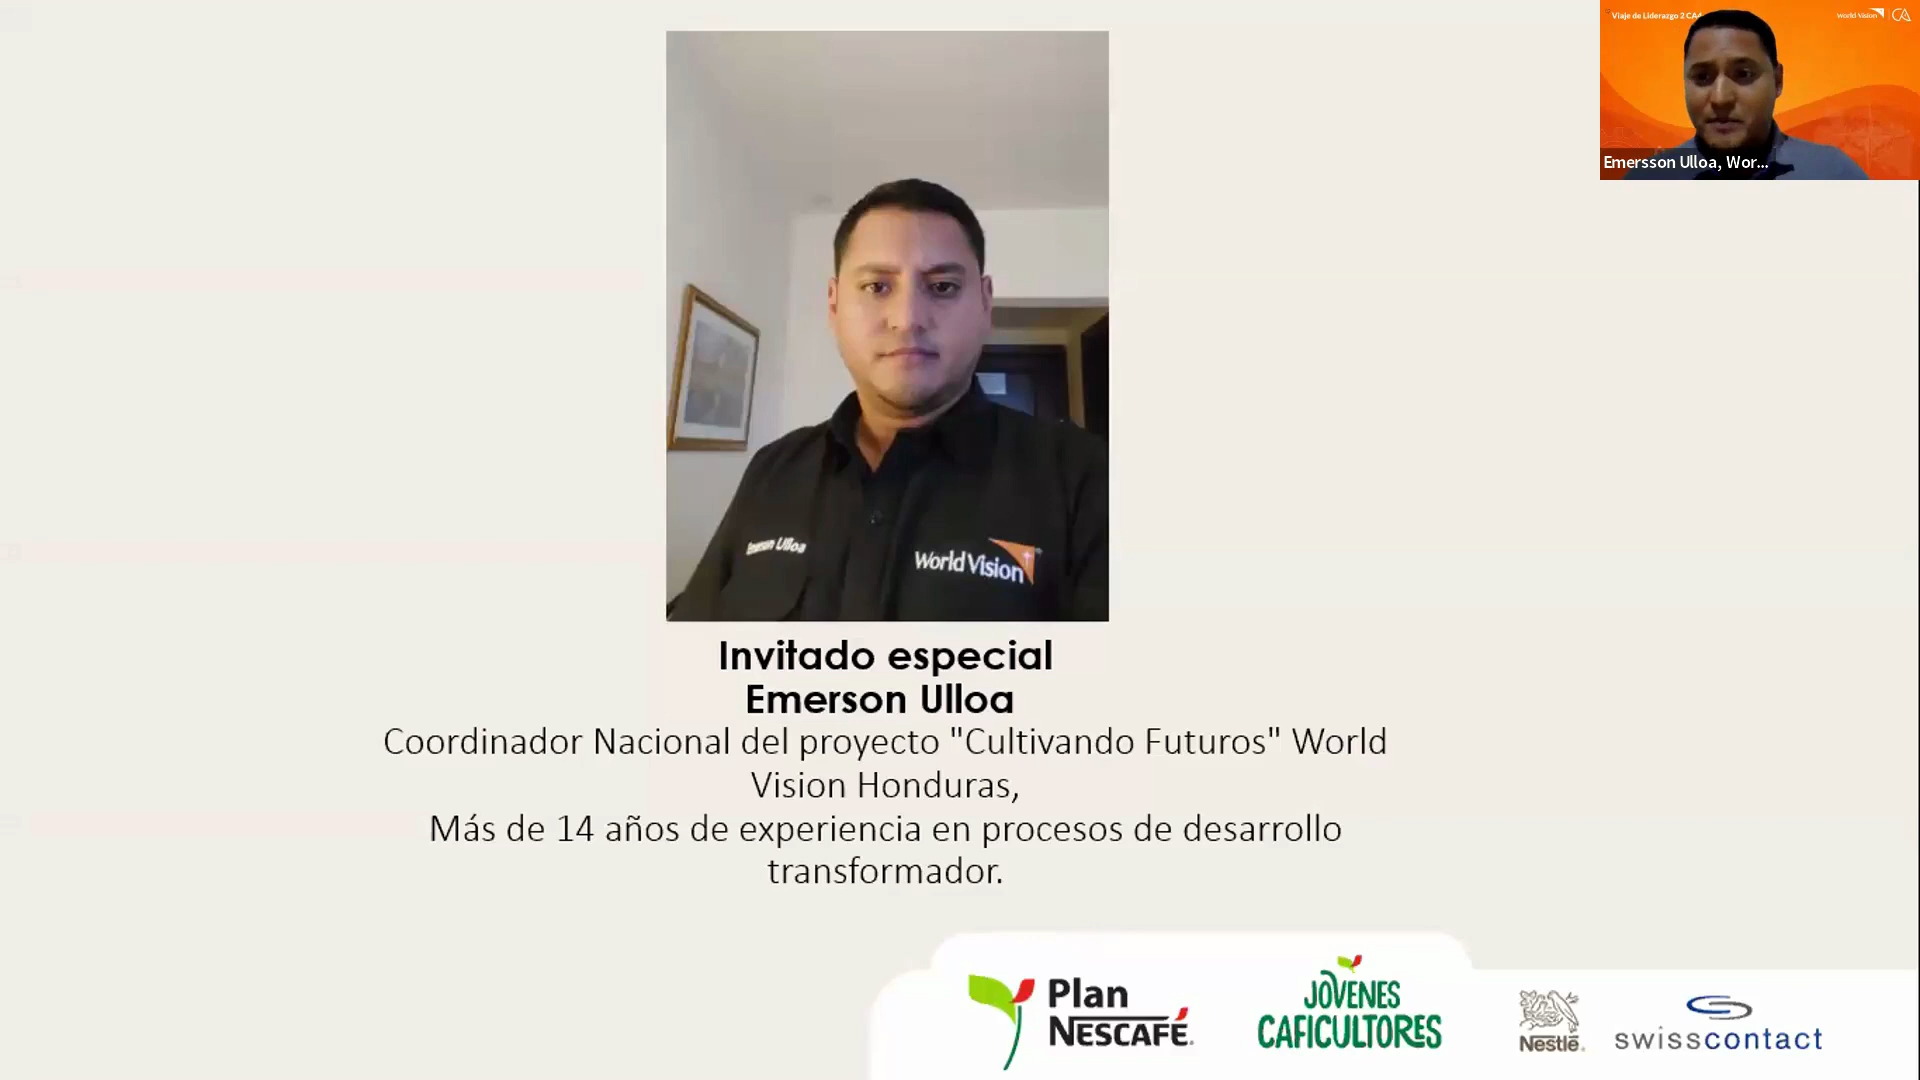 Viaje de Liderazgo 2 CA4
World Vision
CA
Emersson Ulloa, Wor...
Emerson Ulloa
World Vision
Invitado especial
Emerson Ulloa
Coordinador Nacional del proyecto "Cultivando Futuros" World
Vision Honduras,
Más de 14 años de experiencia en procesos de desarrollo
transformador.
Plan
NESCAFÉ.
JÓVENES
CAFICULTORES
Nestlé
swisscontact